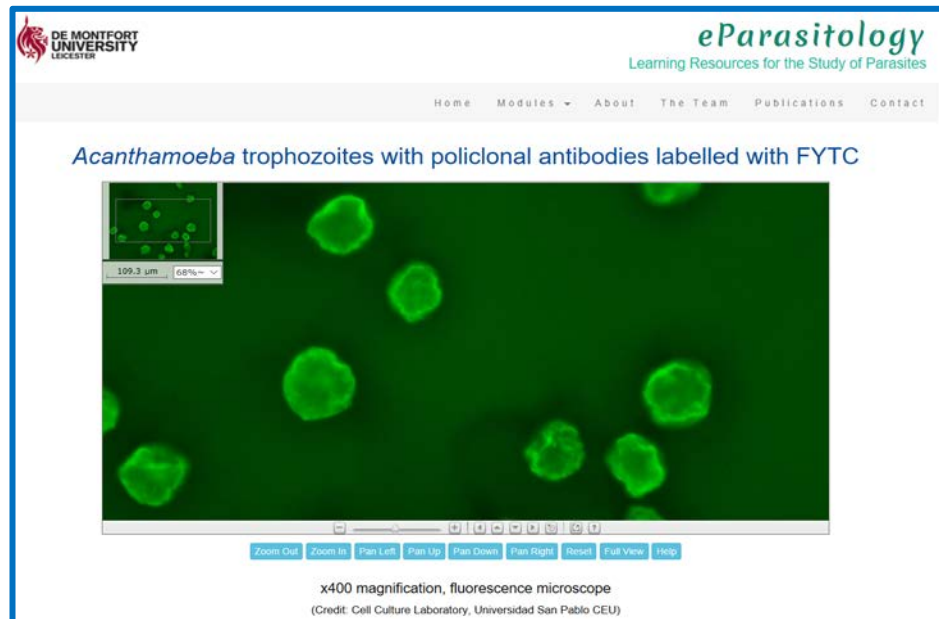 DE MONTFORT
UNIVERSITY
LEICESTER
eParasitology
Learning Resources for the Study of Parasites
Home Modules About The Team Publications Contact
Acanthamoeba trophozoites with policlonal antibodies labelled with FYTC
109.3 µm 68%~
Zoom Out Zoom In Pan Left Pan Up Pan Down Pan Right Reset Full View Help
x400 magnification, fluorescence microscope
(Credit: Cell Culture Laboratory, Universidad San Pablo CEU)